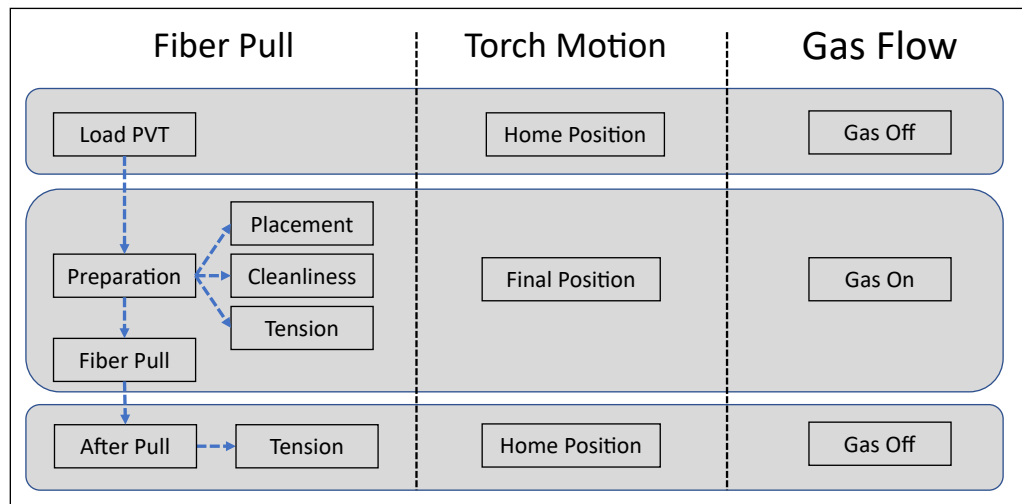 Fiber Pull
Torch Motion
Gas Flow
Load PVT
Home Position
Gas Off
Placement
Preparation
Cleanliness
Final Position
Gas On
Tension
Fiber Pull
After Pull
Tension
Home Position
Gas Off